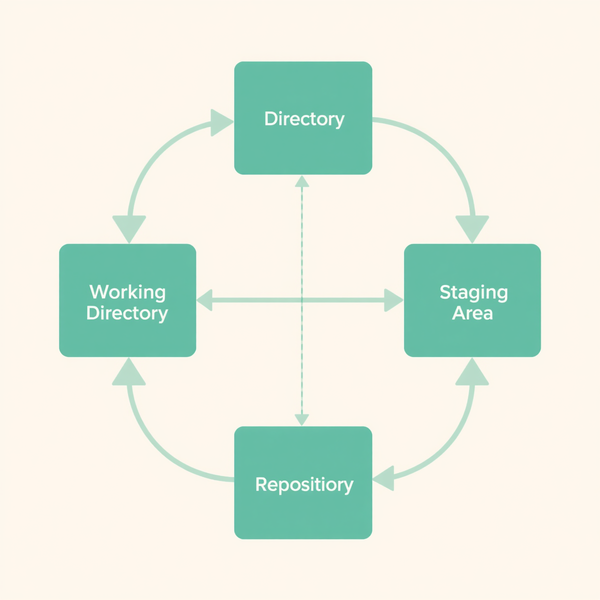 Directory
Working
Directory
Staging
Area
Repositiory